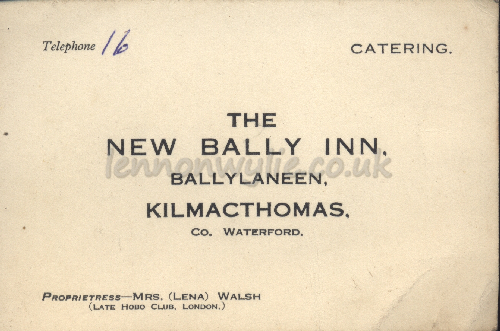 Telephone 16
CATERING.
THE
NEW BALLY INN.
lennonwylie.co.uk
BALLYLANEEN,
KILMACTHOMAS.
CO. WATERFORD.
PROPRIETRESS—MRS. (LENA) WALSH
(LATE HOBO CLUB, LONDON.)